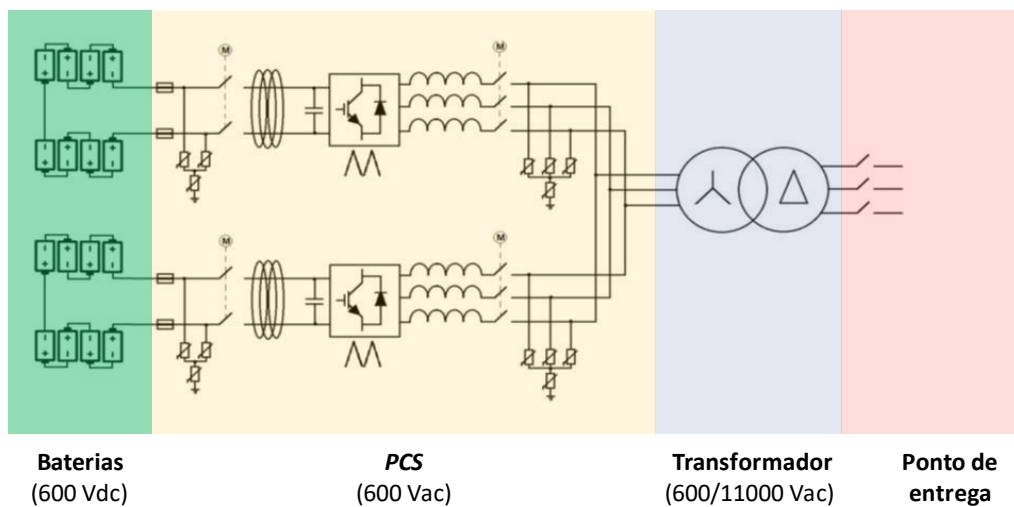 M
M
M
M
Baterias
(600 Vdc)
PCS
(600 Vac)
Transformador
(600/11000 Vac)
Ponto de
entrega